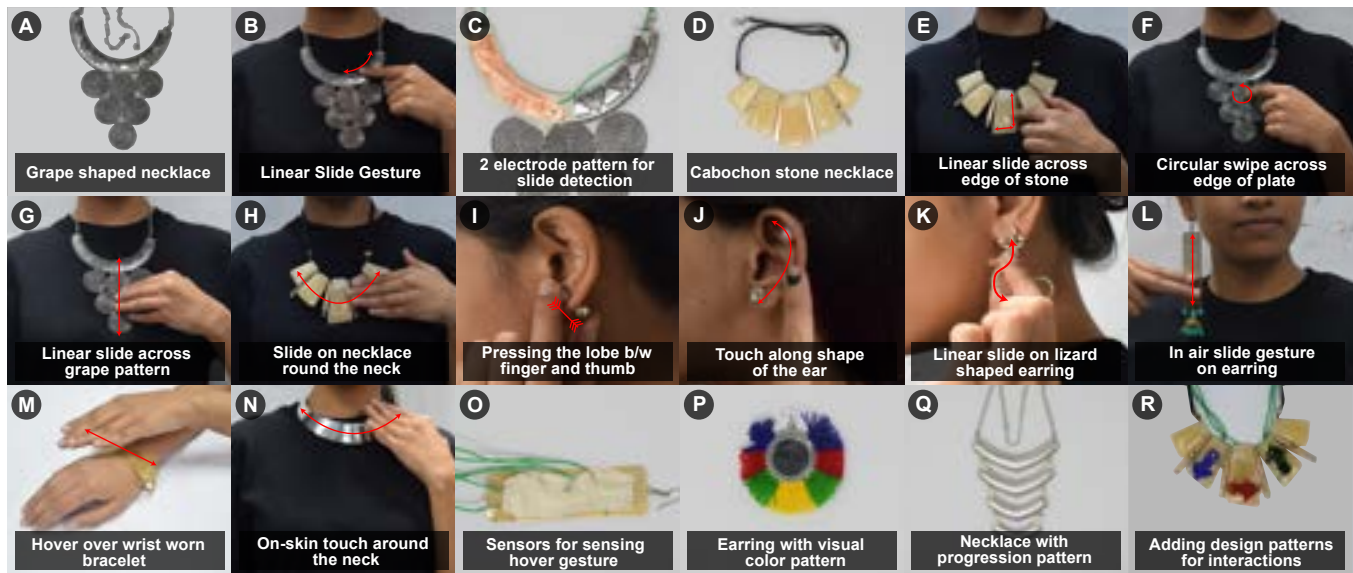 A
Grape shaped necklace
B
Linear Slide Gesture
C
2 electrode pattern for
slide detection
D
Cabochon stone necklace
E
Linear slide across
edge of stone
F
Circular swipe across
edge of plate
G
Linear slide across
grape pattern
H
Slide on necklace
round the neck
I
Pressing the lobe b/w
finger and thumb
J
Touch along shape
of the ear
K
Linear slide on lizard
shaped earring
L
In air slide gesture
on earring
M
Hover over wrist worn
bracelet
N
On-skin touch around
the neck
O
Sensors for sensing
hover gesture
P
Earring with visual
color pattern
Q
Necklace with
progression pattern
R
Adding design patterns
for interactions